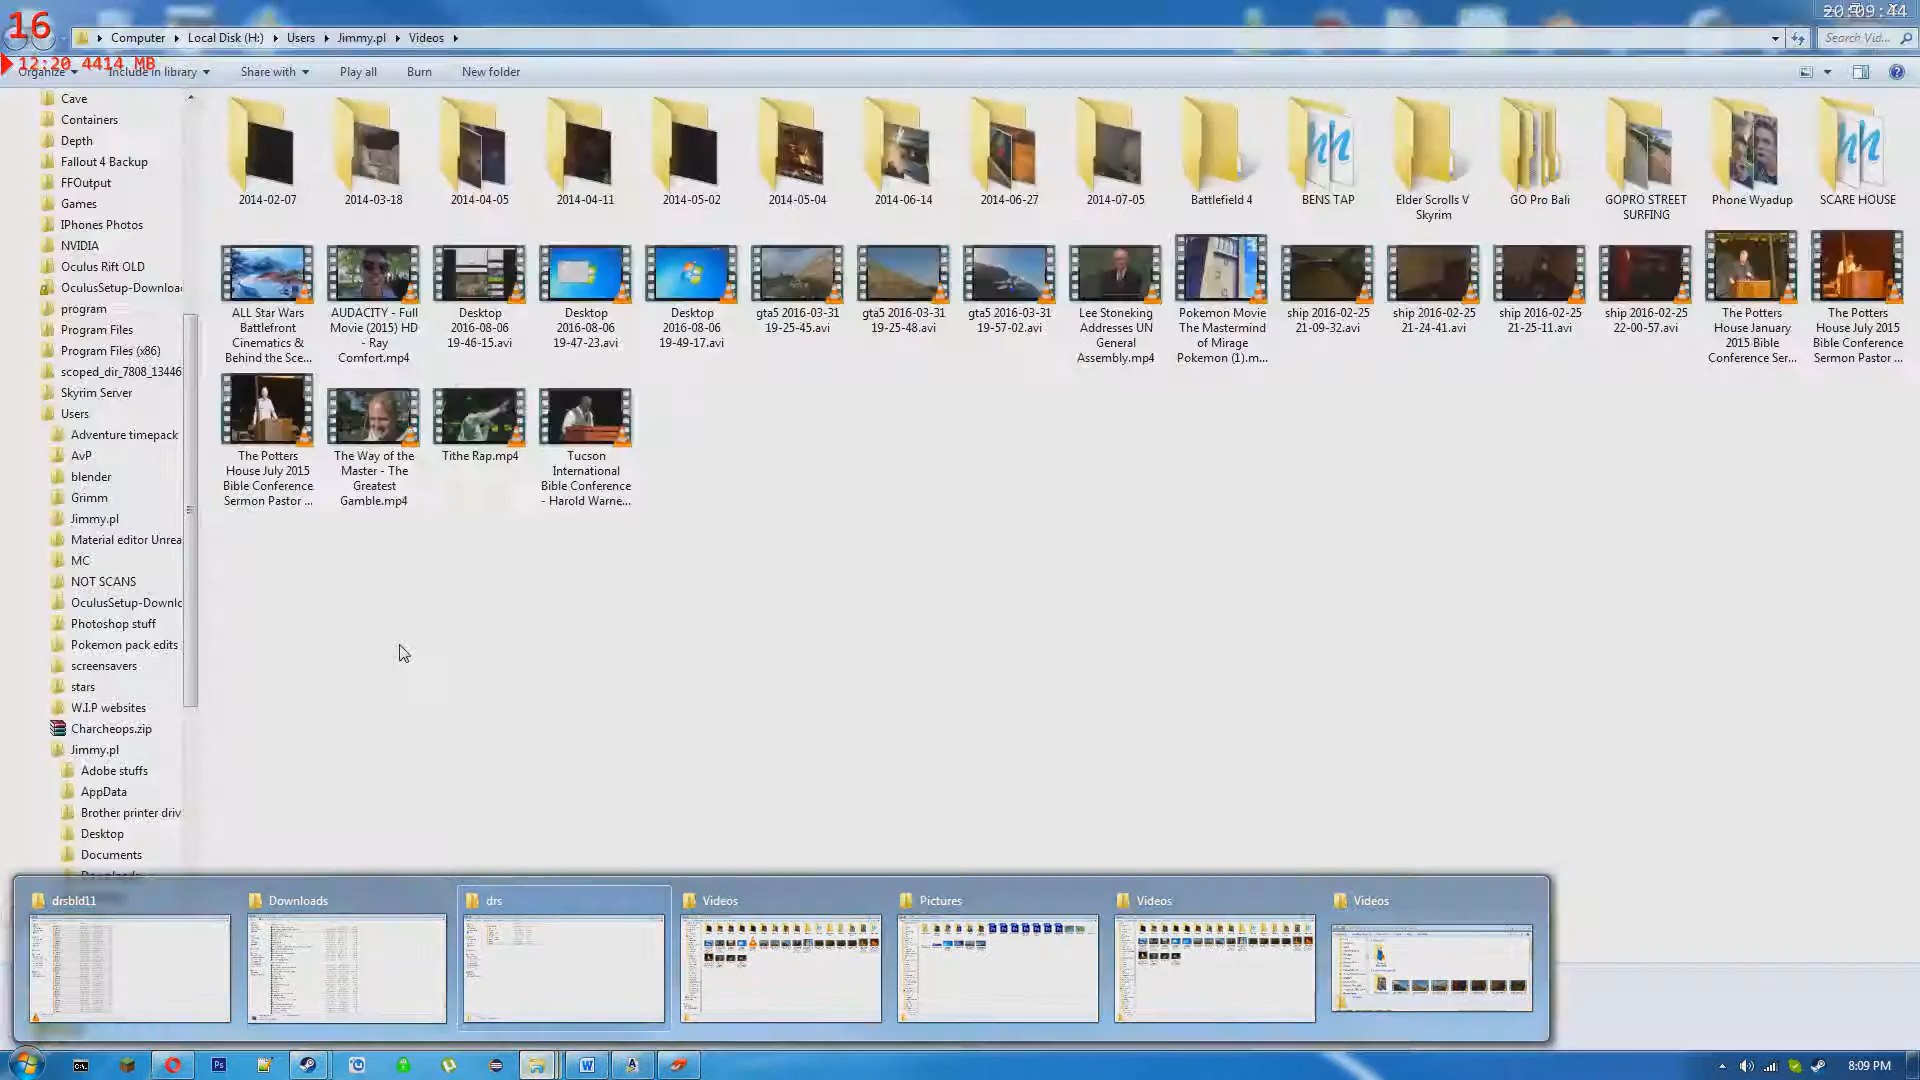 16
20:09:44
Computer
Local Disk (H:)
Users
Jimmy.pl
Videos
Search Vid...
12:20 4414 MB
Organize
Include in library
Share with
Play all
Burn
New folder
Cave
Containers
Depth
Fallout 4 Backup
FFOutput
Games
IPhones Photos
NVIDIA
Oculus Rift OLD
OculusSetup-Downloa
program
Program Files
Program Files (x86)
scoped_dir_7808_13446
Skyrim Server
Users
Adventure timepack
AvP
blender
Grimm
Jimmy.pl
Material editor Unrea
MC
NOT SCANS
OculusSetup-Downlo
Photoshop stuff
Pokemon pack edits
screensavers
stars
W.I.P websites
Charcheops.zip
Jimmy.pl
Adobe stuffs
AppData
Brother printer driv
Desktop
Documents
2014-02-07
2014-03-18
2014-04-05
2014-04-11
2014-05-02
2014-05-04
2014-06-14
2014-06-27
2014-07-05
Battlefield 4
BENS TAP
Elder Scrolls V
Skyrim
GO Pro Bali
GOPRO STREET
SURFING
Phone Wyadup
SCARE HOUSE
ALL Star Wars
Battlefront
Cinematics &
Behind the Sce...
AUDACITY - Full
Movie (2015) HD
- Ray
Comfort.mp4
Desktop
2016-08-06
19-46-15.avi
Desktop
2016-08-06
19-47-23.avi
Desktop
2016-08-06
19-49-17.avi
gta5 2016-03-31
19-25-45.avi
gta5 2016-03-31
19-25-48.avi
gta5 2016-03-31
19-57-02.avi
Lee Stoneking
Addresses UN
General
Assembly.mp4
Pokemon Movie
The Mastermind
of Mirage
Pokemon (1).m...
ship 2016-02-25
21-09-32.avi
ship 2016-02-25
21-24-41.avi
ship 2016-02-25
21-25-11.avi
ship 2016-02-25
22-00-57.avi
The Potters
House January
2015 Bible
Conference Ser...
The Potters
House July 2015
Bible Conference
Sermon Pastor ...
The Potters
House July 2015
Bible Conference
Sermon Pastor ...
The Way of the
Master - The
Greatest
Gamble.mp4
Tithe Rap.mp4
Tucson
International
Bible Conference
- Harold Warne...
drsbld11
Downloads
drs
Videos
Pictures
Videos
Videos
8:09 PM